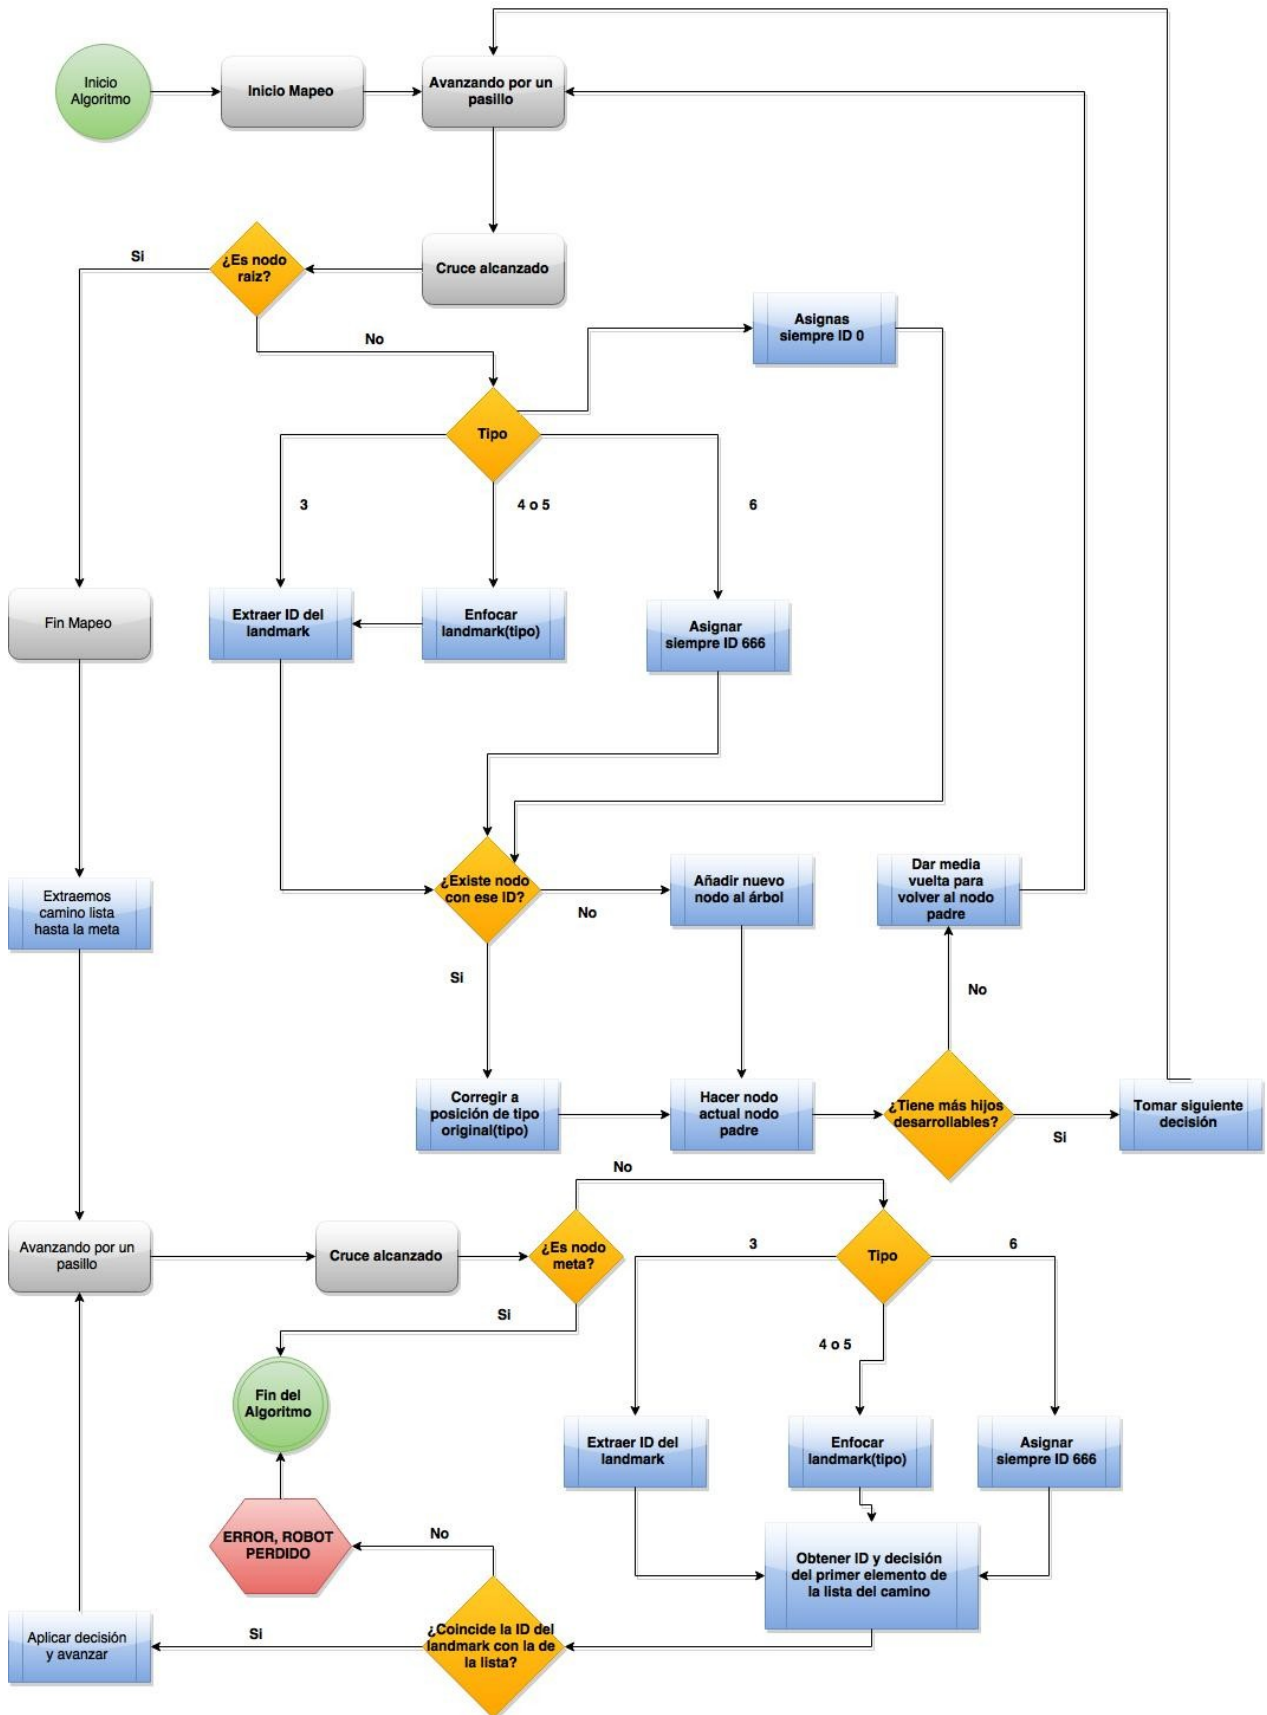 Inicio
Algoritmo
Inicio Mapeo
Avanzando por un
pasillo
Si
¿Es nodo
raiz?
Cruce alcanzado
No
Asignas
siempre ID 0
Tipo
3
4 o 5
6
Fin Mapeo
Extraer ID del
landmark
Enfocar
landmark(tipo)
Asignar
siempre ID 666
Extraemos
camino lista
hasta la meta
¿Existe nodo
con ese ID?
No
Añadir nuevo
nodo al árbol
Dar media
vuelta para
volver al nodo
padre
Si
No
Corregir a
posición de tipo
original(tipo)
Hacer nodo
actual nodo
padre
¿Tiene más hijos
desarrollables?
Si
Tomar siguiente
decisión
No
Avanzando por un
pasillo
Cruce alcanzado
¿Es nodo
meta?
3
Tipo
6
Si
4 o 5
Fin del
Algoritmo
Extraer ID del
landmark
Enfocar
landmark(tipo)
Asignar
siempre ID 666
ERROR, ROBOT
PERDIDO
No
Obtener ID y decisión
del primer elemento de
la lista del camino
Aplicar decisión
y avanzar
Si
¿Coincide la ID del
landmark con la de
la lista?